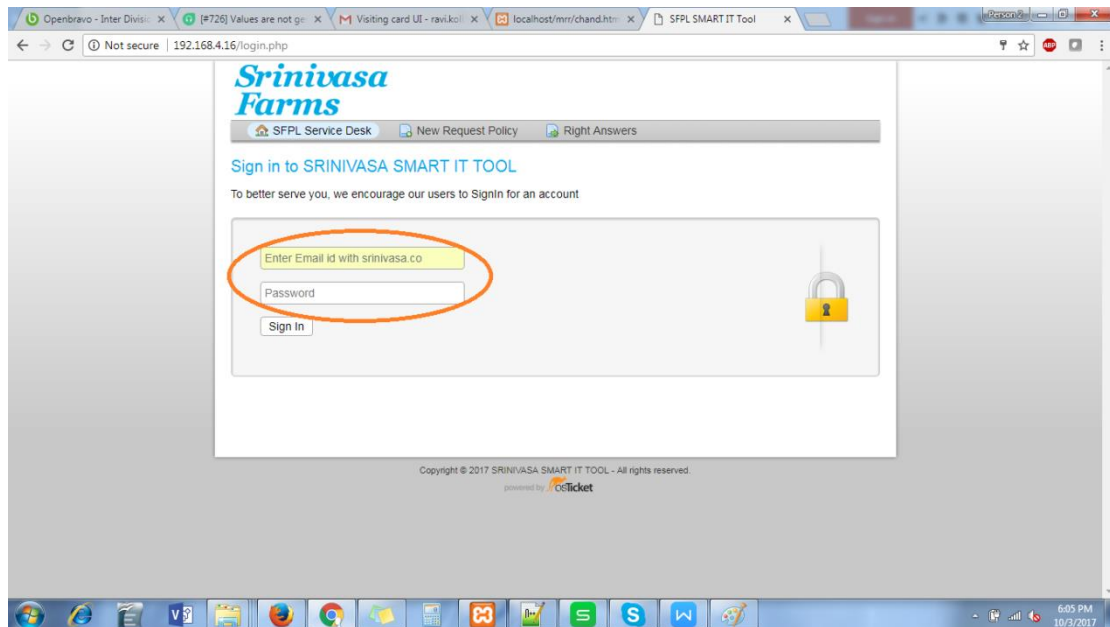 Openbravo - Inter Divisi
[#726] Values are not ge
Visiting card UI - ravi.koll
localhost/mrr/chand.htm
SFPL SMART IT Tool
Not secure | 192.168.4.16/login.php
ABP
Srinivasa
Farms
SFPL Service Desk
New Request Policy
Right Answers
Sign in to SRINIVASA SMART IT TOOL
To better serve you, we encourage our users to SignIn for an account
Enter Email id with srinivasa.co
Password
Sign In
Copyright © 2017 SRINIVASA SMART IT TOOL - All rights reserved.
powered by osTicket
6:05 PM
10/3/2017